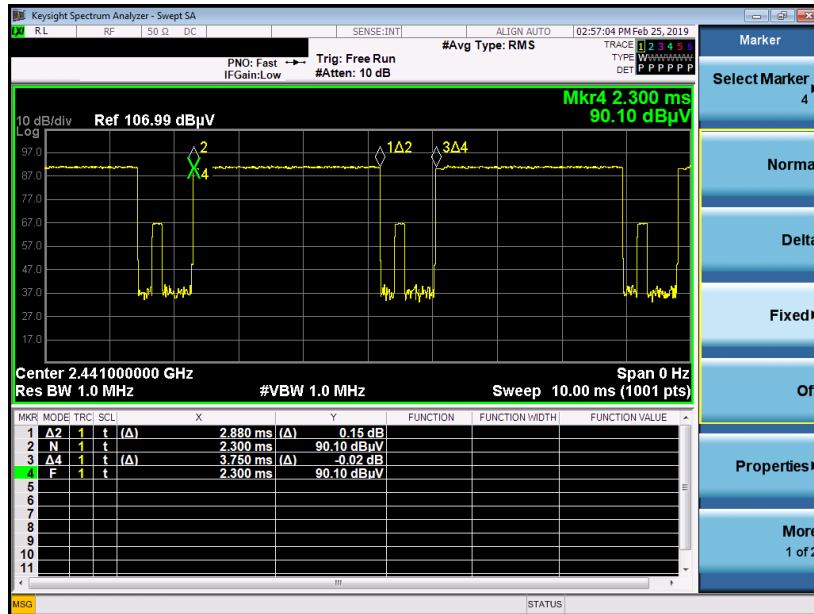 Keysight Spectrum Analyzer - Swept SA
LXI RL RF 50 Ω DC SENSE:INT ALIGN AUTO 02:57:04 PM Feb 25, 2019
#Avg Type: RMS TRACE 1 2 3 4 5 6
PNO: Fast Trig: Free Run TYPE WWWWWW
IFGain:Low #Atten: 10 dB DET P P P P P P
Mkr4 2.300 ms
90.10 dBµV
10 dB/div Ref 106.99 dBµV
Log
97.0
87.0
77.0
67.0
57.0
47.0
37.0
27.0
17.0
2
4
1Δ2
3Δ4
Center 2.441000000 GHz Span 0 Hz
Res BW 1.0 MHz #VBW 1.0 MHz Sweep 10.00 ms (1001 pts)
MKR MODE TRC SCL X Y FUNCTION FUNCTION WIDTH FUNCTION VALUE
1 Δ2 1 t (Δ) 2.880 ms (Δ) 0.15 dB
2 N 1 t 2.300 ms 90.10 dBµV
3 Δ4 1 t (Δ) 3.750 ms (Δ) -0.02 dB
4 F 1 t 2.300 ms 90.10 dBµV
5
6
7
8
9
10
11
MSG STATUS
Marker
Select Marker
4
Norma
Delta
Fixed
Of
Properties
More
1 of 2